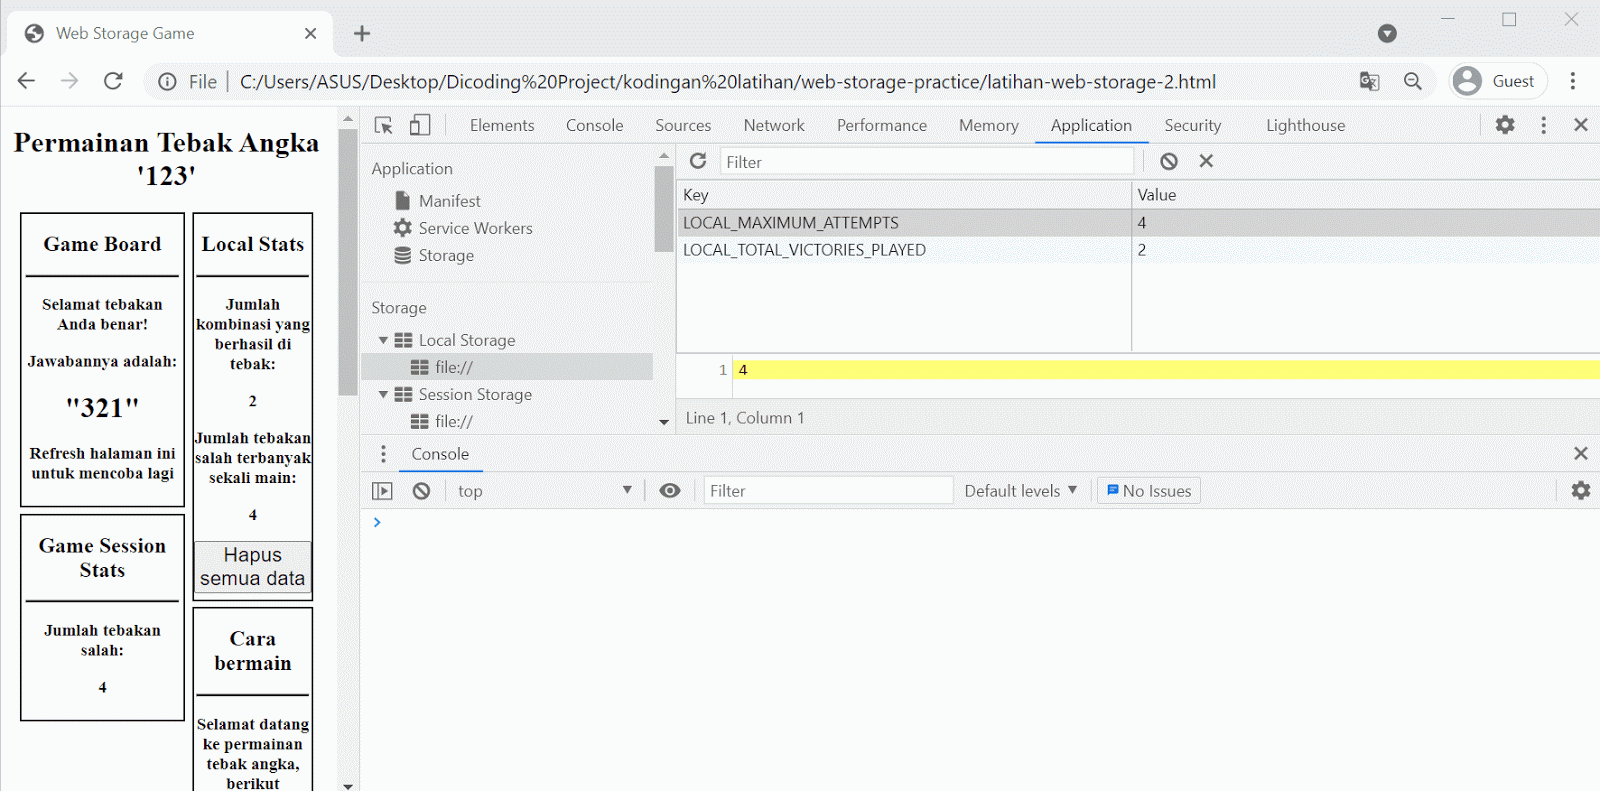 Web Storage Game
File
C:/Users/ASUS/Desktop/Dicoding%20Project/kodingan%20latihan/web-storage-practice/latihan-web-storage-2.html
Guest
Permainan Tebak Angka
'123'
Game Board
Selamat tebakan
Anda benar!
Jawabannya adalah:
"321"
Refresh halaman ini
untuk mencoba lagi
Game Session
Stats
Jumlah tebakan
salah:
4
Local Stats
Jumlah
kombinasi yang
berhasil di
tebak:
2
Jumlah tebakan
salah terbanyak
sekali main:
4
Hapus
semua data
Cara
bermain
Selamat datang
ke permainan
tebak angka,
berikut
Elements Console Sources Network Performance Memory Application Security Lighthouse
Application
Manifest
Service Workers
Storage
Storage
Local Storage
file://
Session Storage
file://
Filter
Key Value
LOCAL_MAXIMUM_ATTEMPTS 4
LOCAL_TOTAL_VICTORIES_PLAYED 2
1 4
Line 1, Column 1
Console
top Filter Default levels No Issues